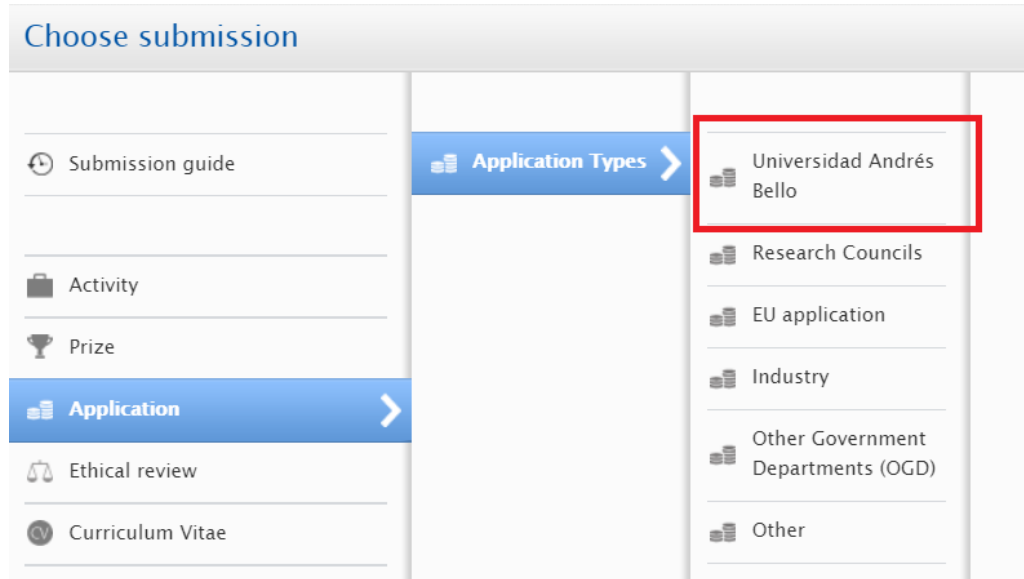 Choose submission
Submission guide
Activity
Prize
Application
Ethical review
CV
Curriculum Vitae
Application Types
Universidad Andrés
Bello
Research Councils
EU application
Industry
Other Government
Departments (OGD)
Other